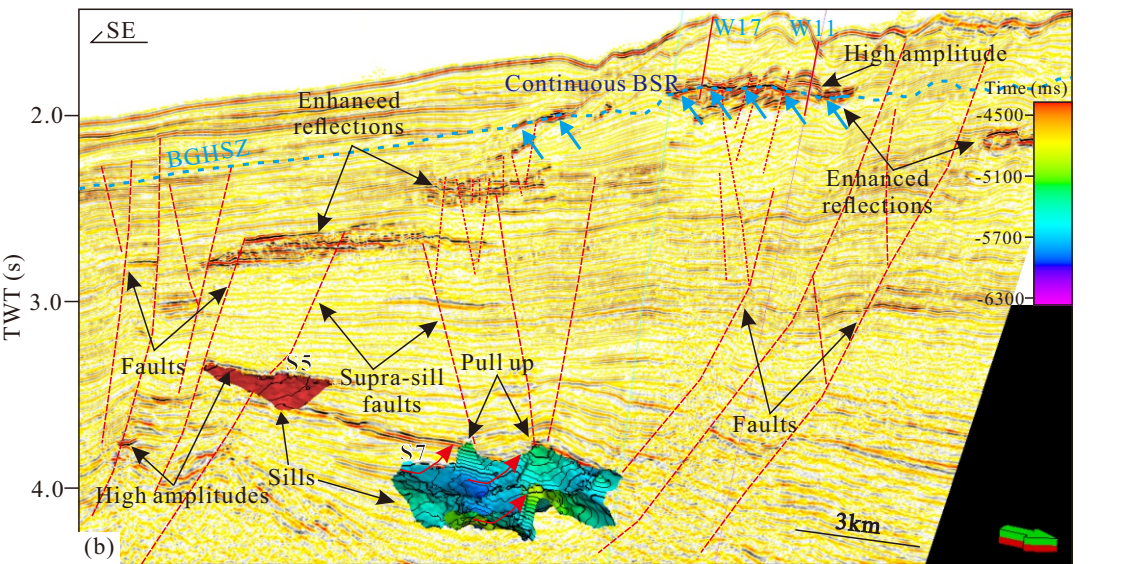 SE
W17
W11
High amplitude
Continuous BSR
Time (ms)
Enhanced
reflections
2.0
-4500
BGHSZ
-5100
Enhanced
reflections
-5700
TWT (s)
3.0
-6300
Faults
S5
Supra-sill
faults
Pull up
Faults
S7
Sills
High amplitudes
4.0
3km
(b)